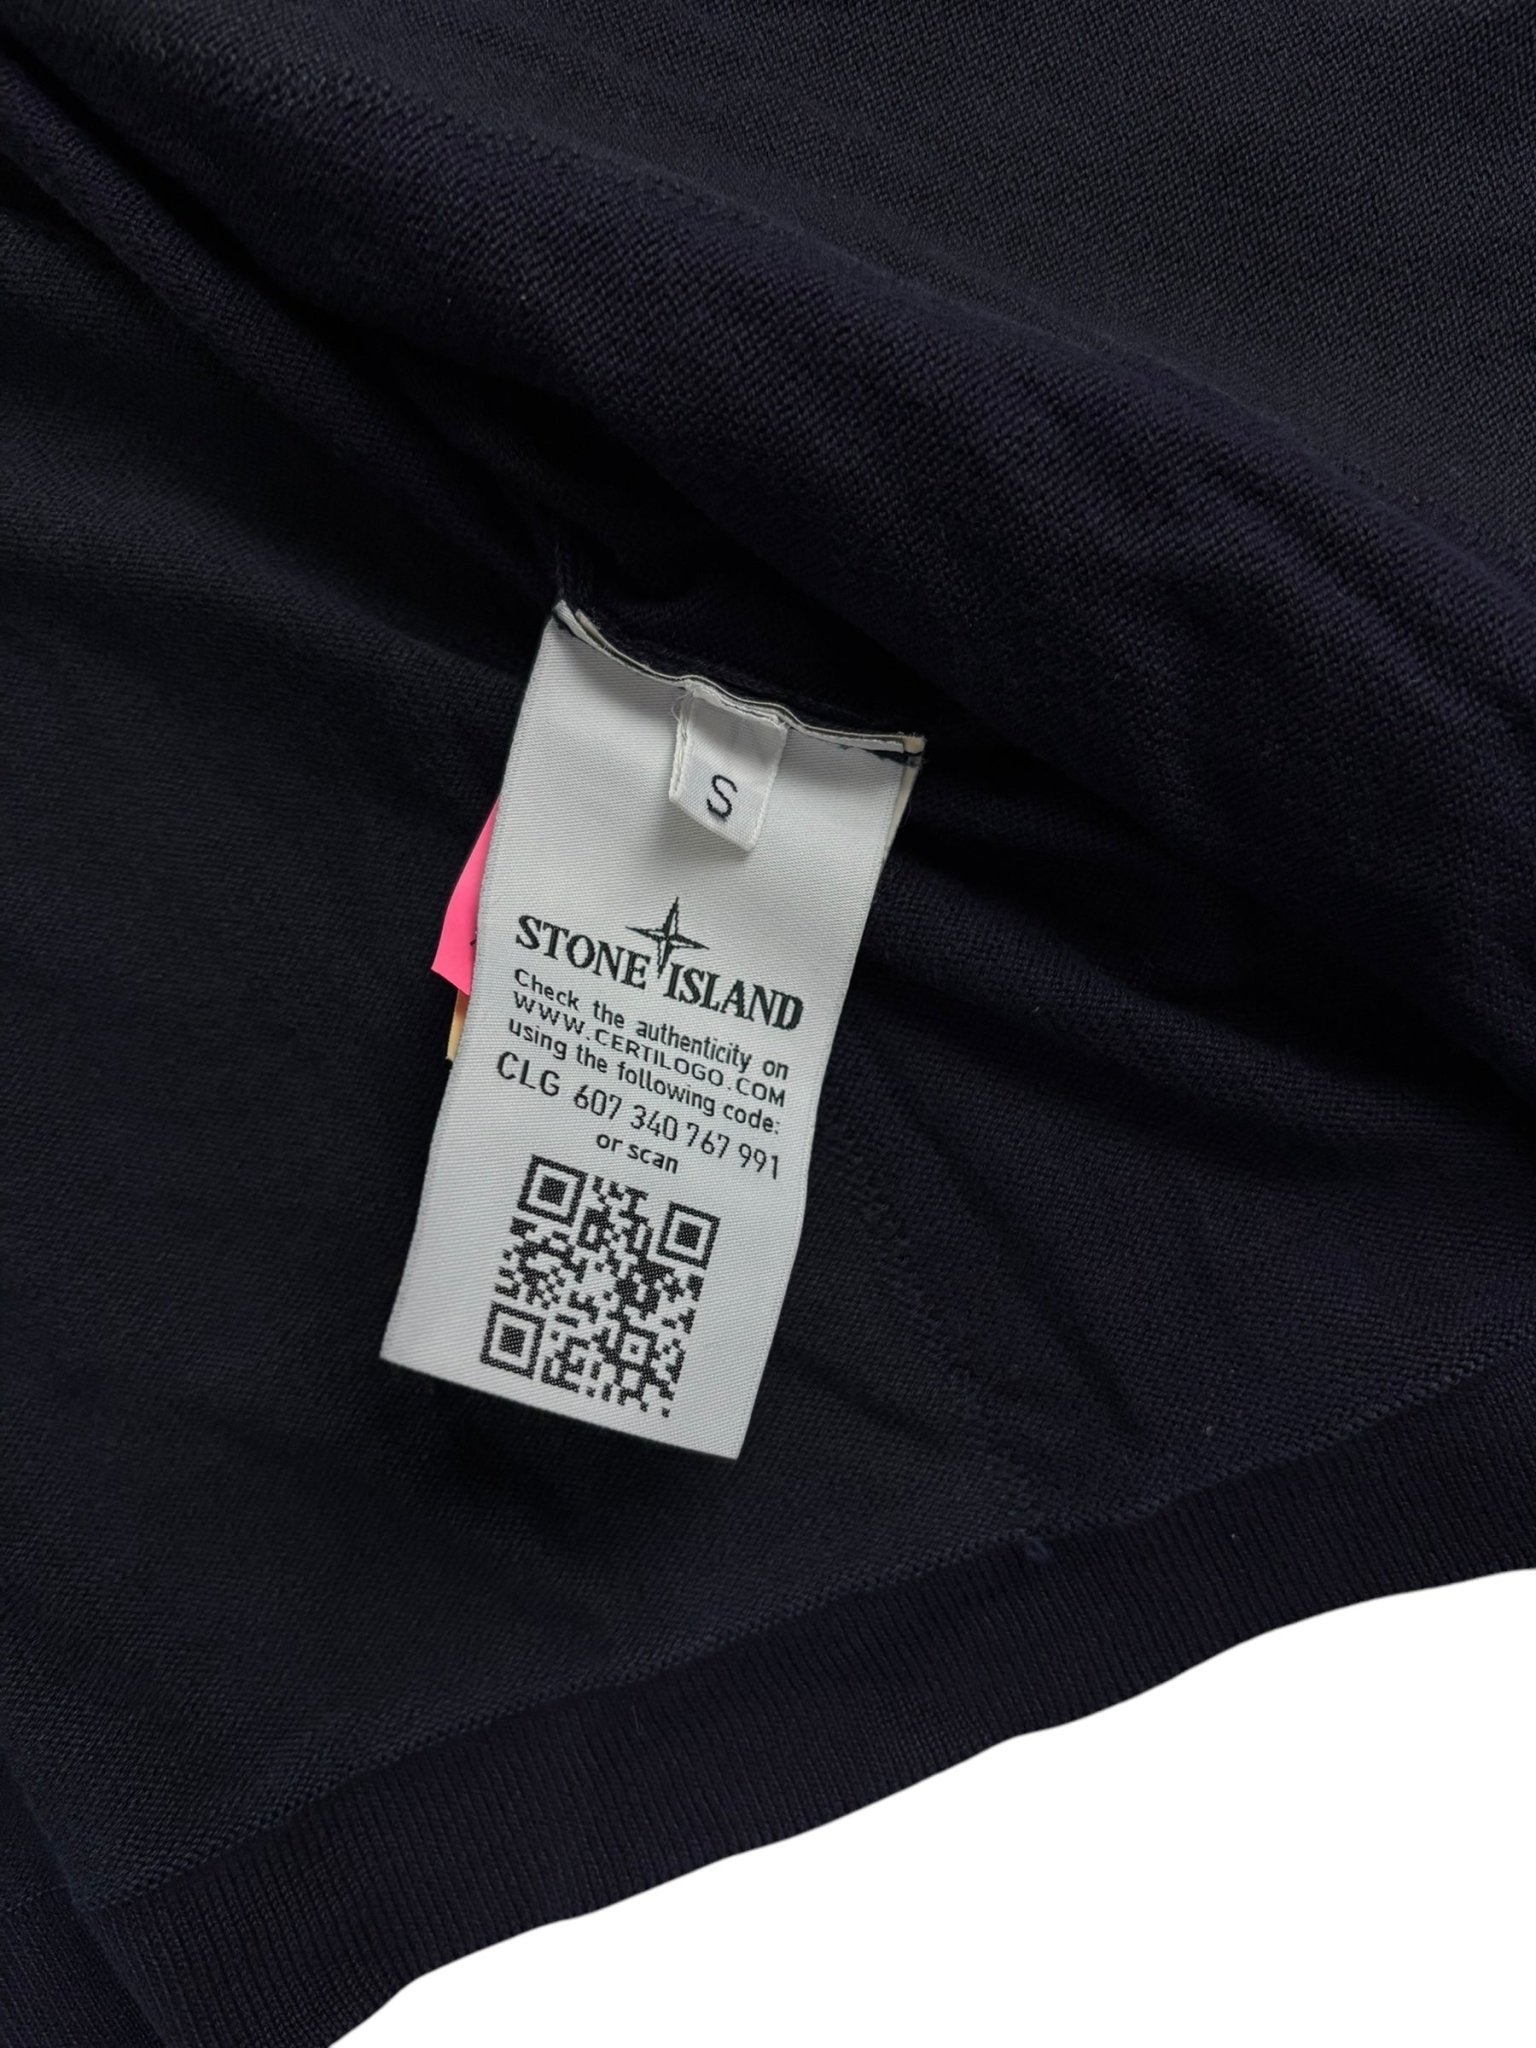 S
STONE ISLAND
Check the authenticity on
WWW.CERTILOGO.COM
using the following code:
CLG 607 340 767 991
or scan